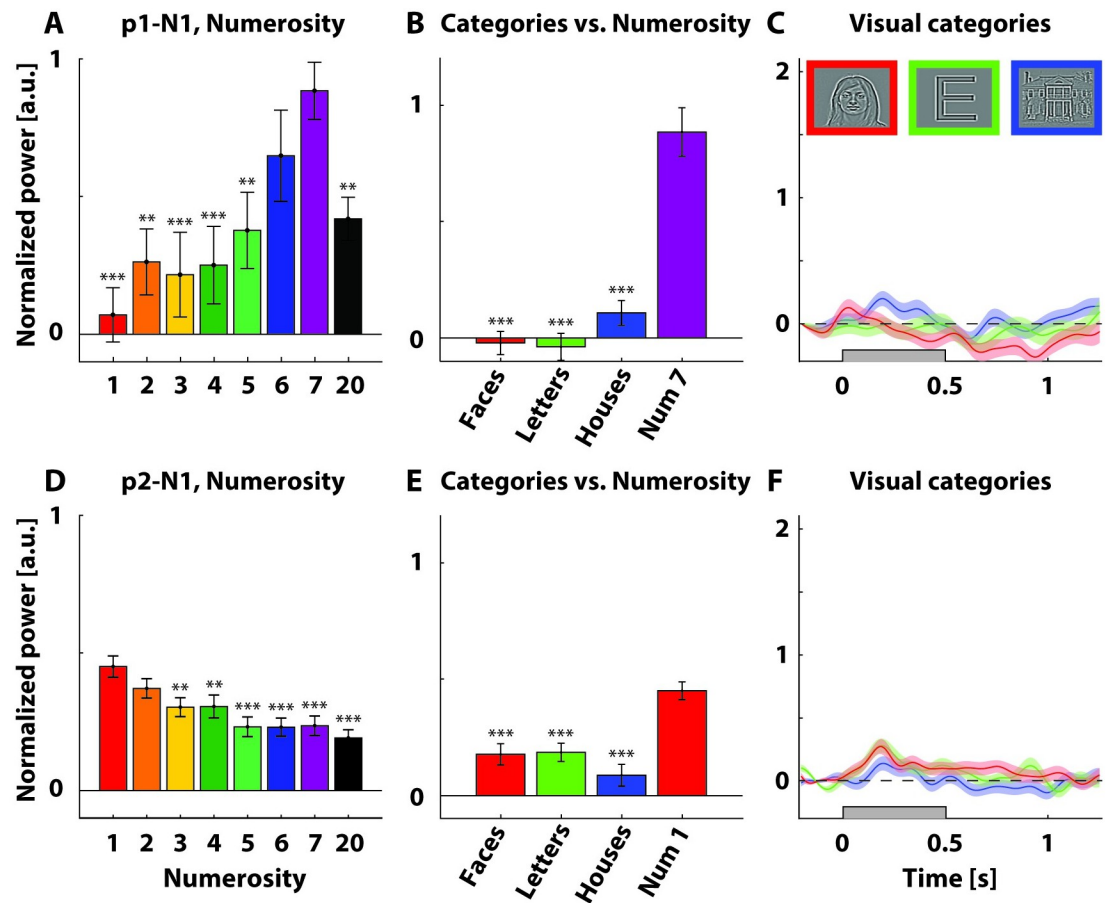 A p1-N1, Numerosity
Normalized power [a.u.]
1
0
***
**
***
***
**
**
1 2 3 4 5 6 7 20
B Categories vs. Numerosity
1
0
***
***
***
Faces Letters Houses Num 7
C Visual categories
2
1
0
E
0 0.5 1
D p2-N1, Numerosity
Normalized power [a.u.]
1
0
**
**
***
***
***
***
1 2 3 4 5 6 7 20
Numerosity
E Categories vs. Numerosity
1
0
***
***
***
Faces Letters Houses Num 1
F Visual categories
2
1
0
0 0.5 1
Time [s]